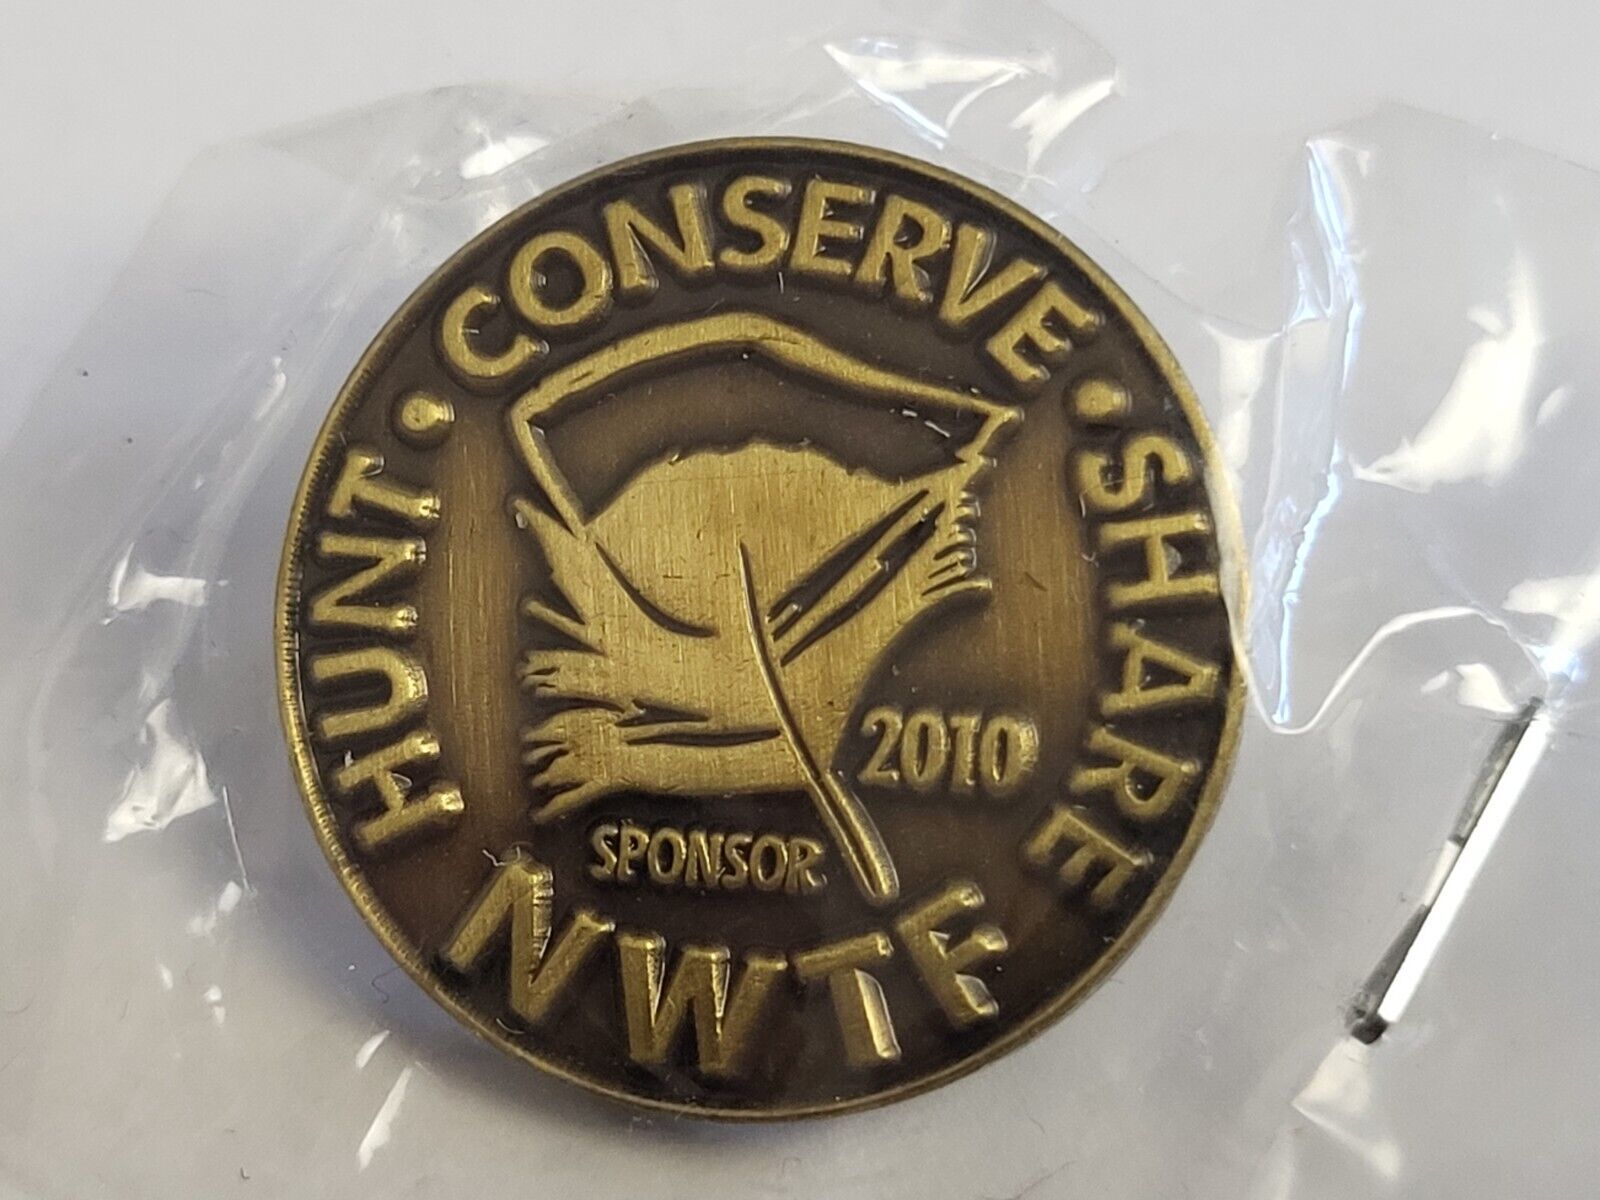 HUNT • CONSERVE • SHARE
2010
SPONSOR
NWTF